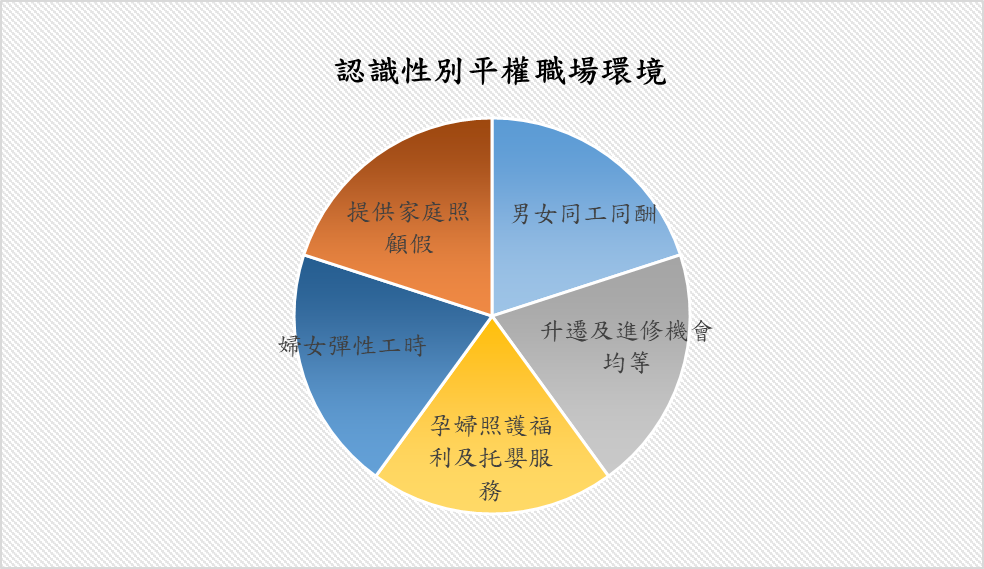 認識性別平權職場環境
提供家庭照
顧假
男女同工同酬
升遷及進修機會
均等
婦女彈性工時
孕婦照護福
利及托嬰服
務